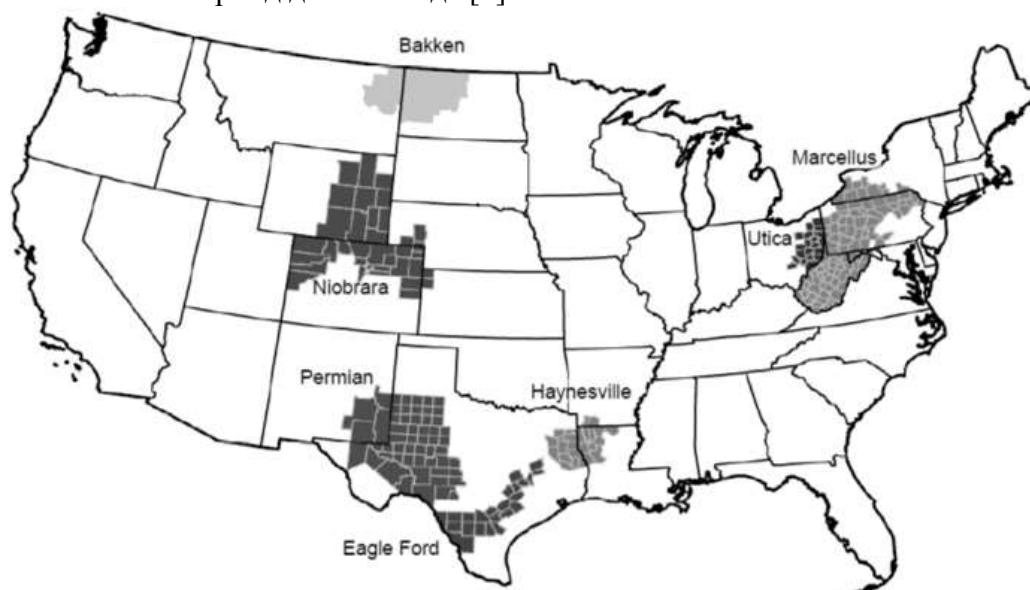 Bakken
Marcellus
Utica
Niobrara
Permian
Haynesville
Eagle Ford